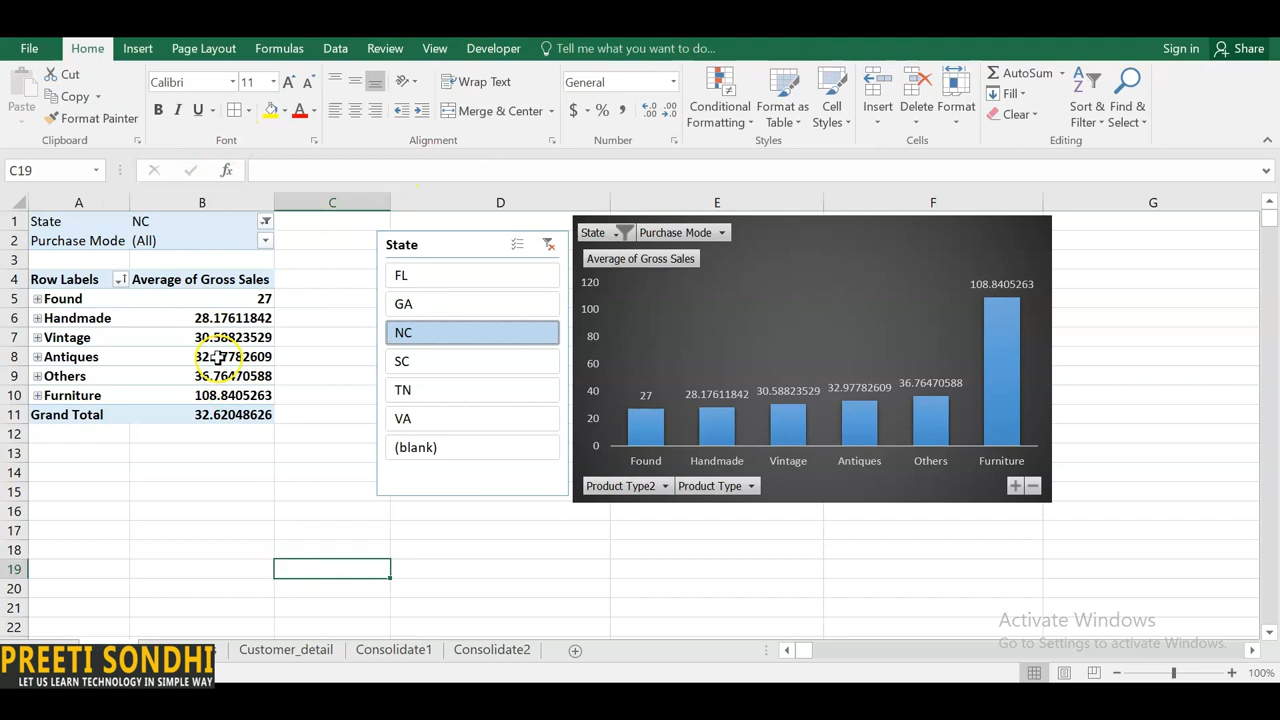 File Home Insert Page Layout Formulas Data Review View Developer Tell me what you want to do... Sign in Share
Paste
Cut
Copy
Format Painter
Clipboard
Calibri 11
B I U A
Font
Wrap Text
Merge & Center
Alignment
General
$ % ,
Number
Conditional Formatting
Format as Table
Cell Styles
Styles
Insert Delete Format
Cells
AutoSum
Fill
Clear
Sort & Filter
Find & Select
Editing
C19 fx
A B C D E F G
1 State NC
2 Purchase Mode (All)
3
4 Row Labels Average of Gross Sales
5 Found 27
6 Handmade 28.17611842
7 Vintage 30.58823529
8 Antiques
9 Others 36.76470588
10 Furniture 108.8405263
11 Grand Total 32.62048626
12
13
14
15
16
17
18
19
20
21
22
State
FL
GA
NC
SC
TN
VA
(blank)
State Purchase Mode
Average of Gross Sales
120
100
80
60
40
20
0
27 28.17611842 30.58823529 32.97782609 36.76470588 108.8405263
Found Handmade Vintage Antiques Others Furniture
Product Type2 Product Type
Activate Windows
Go to Settings to activate Windows.
Customer_detail Consolidate1 Consolidate2
PREETI SONDHI
LET US LEARN TECHNOLOGY IN SIMPLE WAY
100%